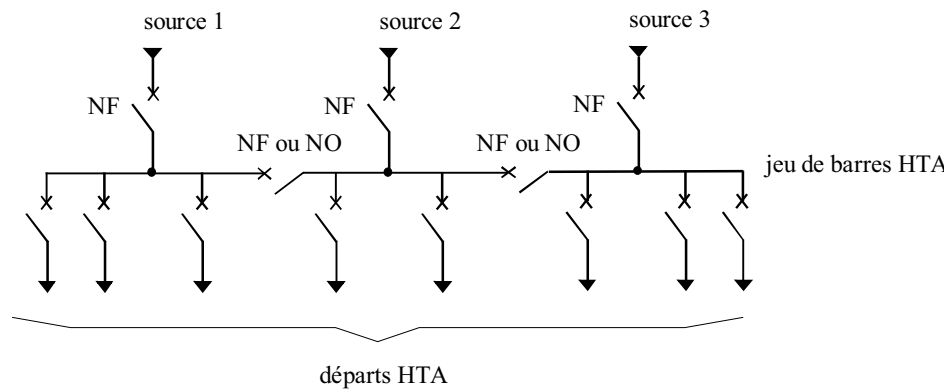 source 1
source 2
source 3
NF
NF
NF
NF ou NO
NF ou NO
jeu de barres HTA
départs HTA